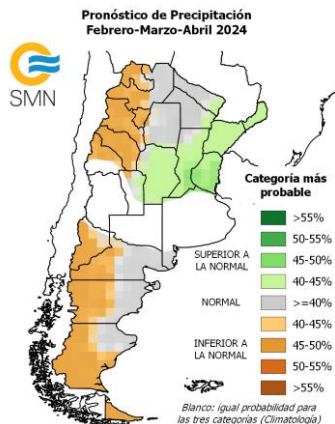 Pronóstico de Precipitación
Febrero-Marzo-Abril 2024
SMN
Categoría más
probable
>55%
50-55%
SUPERIOR A
LA NORMAL
45-50%
40-45%
NORMAL
>=40%
40-45%
INFERIOR A
LA NORMAL
45-50%
50-55%
>55%
Blanco: igual probabilidad para
las tres categorías (Climatología)